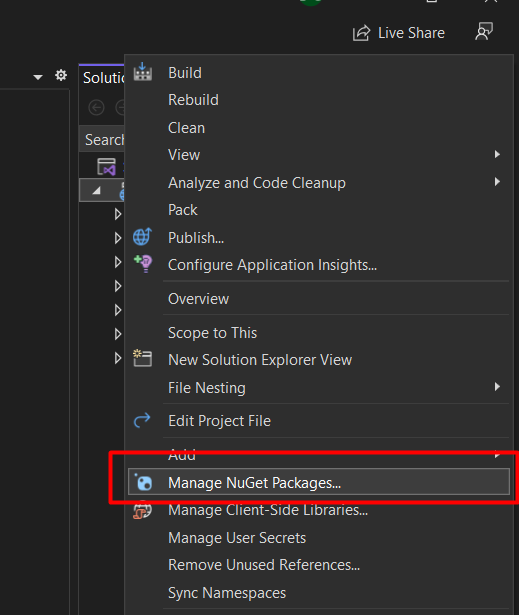 Live Share
Solutio
Search
Build
Rebuild
Clean
View
Analyze and Code Cleanup
Pack
Publish...
Configure Application Insights...
Overview
Scope to This
New Solution Explorer View
File Nesting
Edit Project File
Add
Manage NuGet Packages...
Manage Client-Side Libraries...
Manage User Secrets
Remove Unused References...
Sync Namespaces